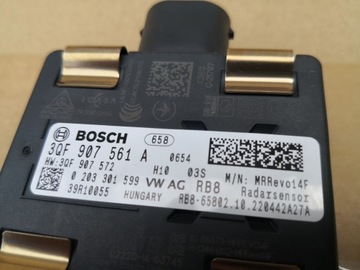 BOSCH 658
3QF 907 561 A 0654
HW:3QF 907 572 H10 03S M/N: MRRevo14F
0 203 301 599 VW AG RB8 Radarsensor
39R10055 HUNGARY RB8-65802.10.220442A27A